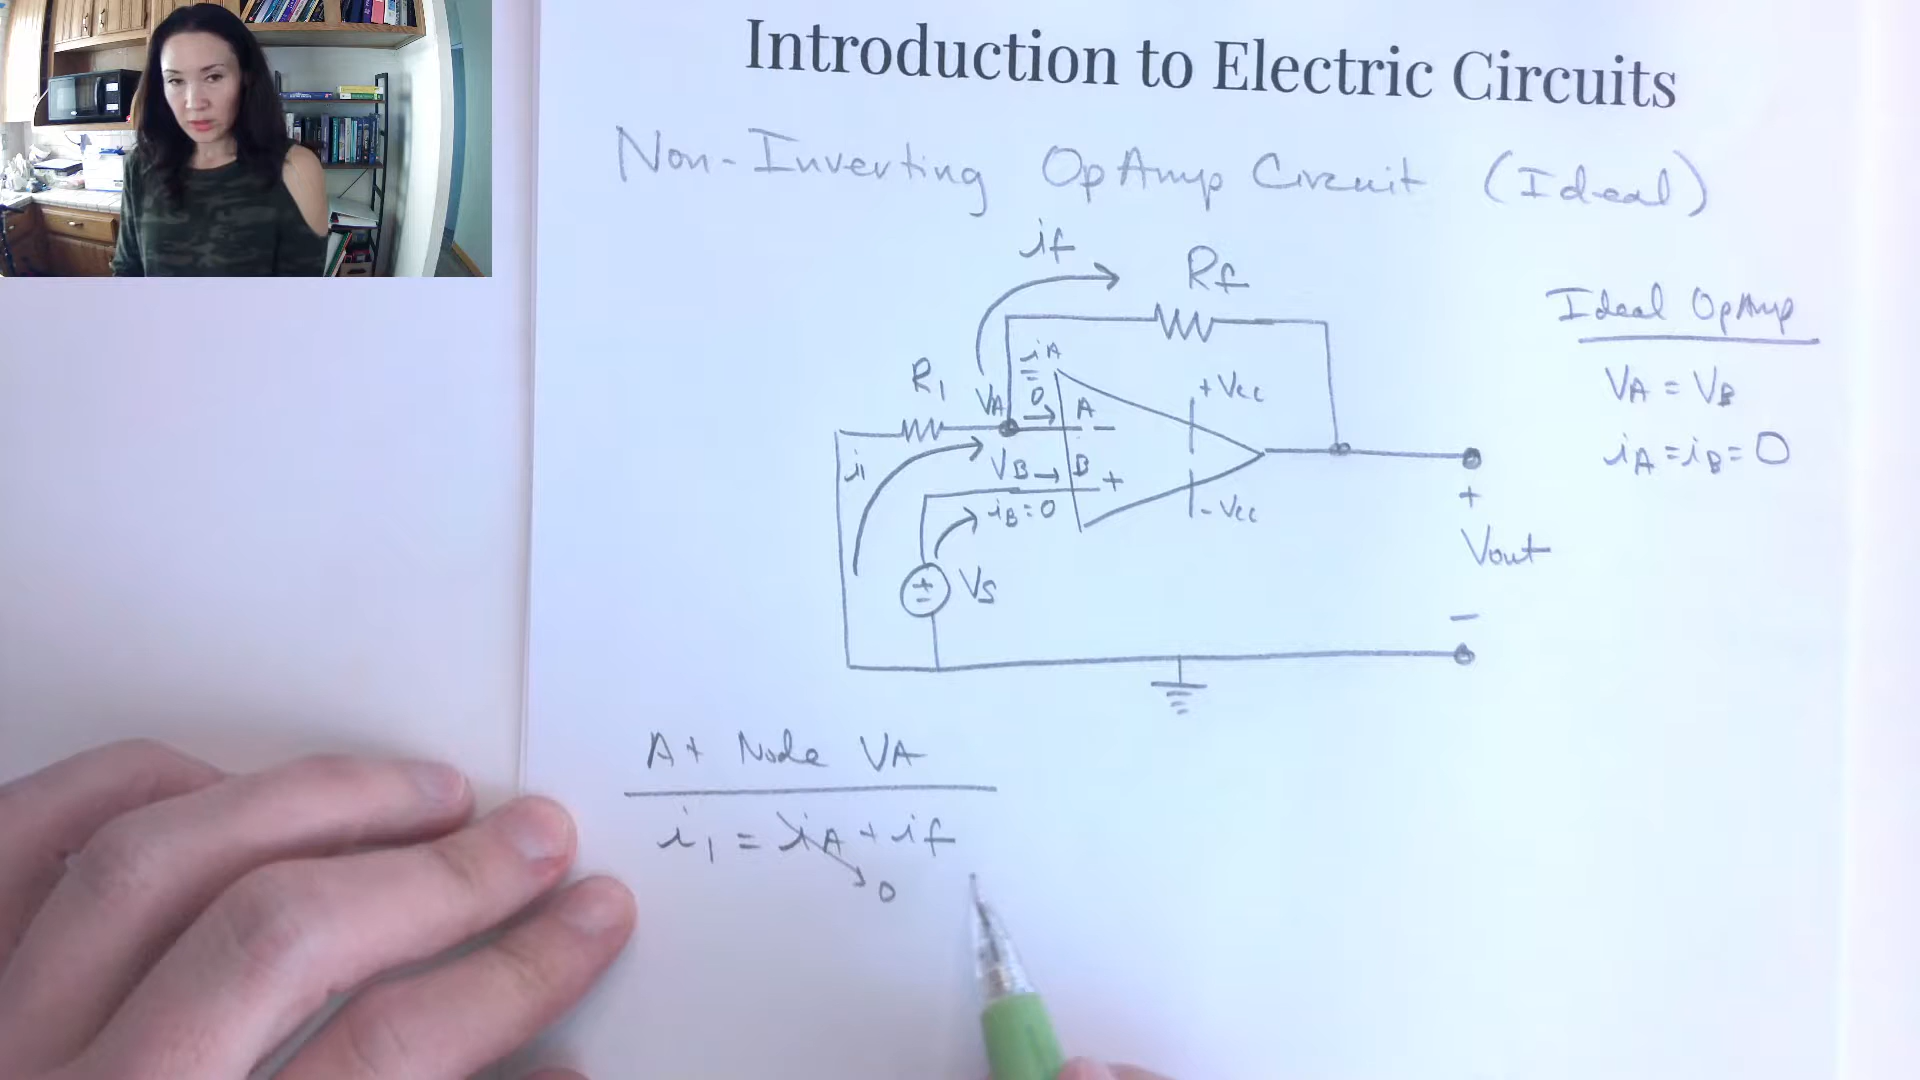 Introduction to Electric Circuits
Non-Inverting OpAmp Circuit (Ideal)
if
Rf
Ideal OpAmp
VA = VB
iA = iB = 0
iA
=
0
R1
VA
A -
+Vcc
i1
VB
B +
iB = 0
-Vcc
+
Vout
-
Vs
+
-
At Node VA
i1 = iA + if
0